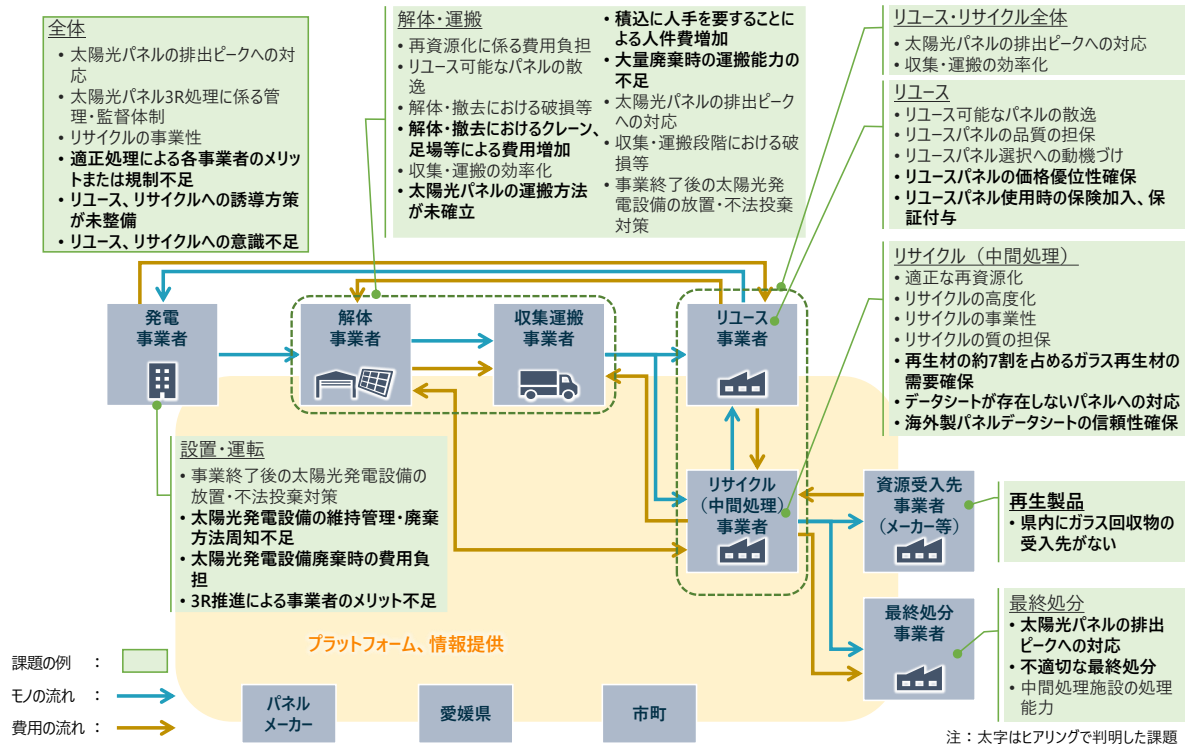 全体
・太陽光パネルの排出ピークへの対
応
・太陽光パネル3R処理に係る管
理・監督体制
・リサイクルの事業性
・適正処理による各事業者のメリッ
トまたは規制不足
・リユース、リサイクルへの誘導方策
が未整備
・リユース、リサイクルへの意識不足
解体・運搬
・再資源化に係る費用負担
・リユース可能なパネルの散
逸
・解体・撤去における破損等
・解体・撤去におけるクレーン、
足場等による費用増加
・収集・運搬の効率化
・太陽光パネルの運搬方法
が未確立
・積込に人手を要することに
よる人件費増加
・大量廃棄時の運搬能力の
不足
・太陽光パネルの排出ピーク
への対応
・収集・運搬段階における破
損等
・事業終了後の太陽光発
電設備の放置・不法投棄
対策
リユース・リサイクル全体
・太陽光パネルの排出ピークへの対応
・収集・運搬の効率化
リユース
・リユース可能なパネルの散逸
・リユースパネルの品質の担保
・リユースパネル選択への動機づけ
・リユースパネルの価格優位性確保
・リユースパネル使用時の保険加入、保
証付与
リサイクル（中間処理）
・適正な再資源化
・リサイクルの高度化
・リサイクルの事業性
・リサイクルの質の担保
・再生材の約7割を占めるガラス再生材の
需要確保
・データシートが存在しないパネルへの対応
・海外製パネルデータシートの信頼性確保
発電
事業者
解体
事業者
収集運搬
事業者
リユース
事業者
設置・運転
・事業終了後の太陽光発電設備の
放置・不法投棄対策
・太陽光発電設備の維持管理・廃棄
方法周知不足
・太陽光発電設備廃棄時の費用負
担
・3R推進による事業者のメリット不足
リサイクル
（中間処理）
事業者
資源受入先
事業者
（メーカー等）
再生製品
・県内にガラス回収物の
受入先がない
最終処分
事業者
最終処分
・太陽光パネルの排出
ピークへの対応
・不適切な最終処分
・中間処理施設の処理
能力
プラットフォーム、情報提供
パネル
メーカー
愛媛県
市町
課題の例　：
モノの流れ　：
費用の流れ　：
注：太字はヒアリングで判明した課題